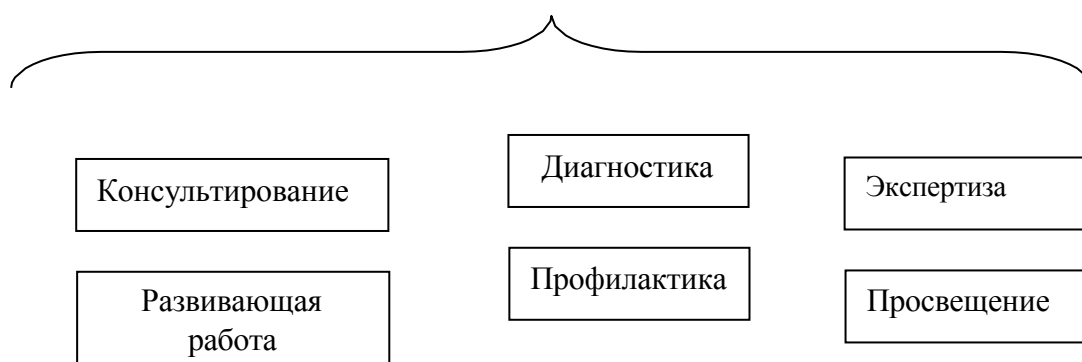 Консультирование
Диагностика
Экспертиза
Развивающая
работа
Профилактика
Просвещение